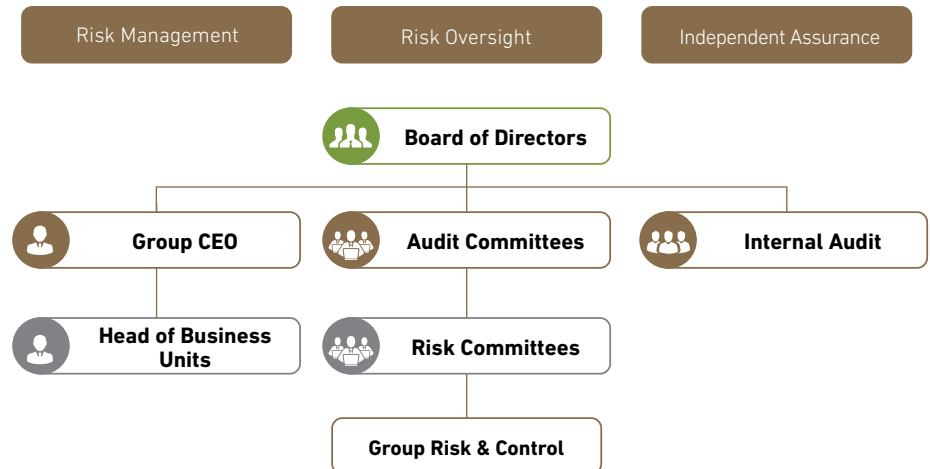 Risk Management
Risk Oversight
Independent Assurance
Board of Directors
Group CEO
Audit Committees
Internal Audit
Head of Business
Units
Risk Committees
Group Risk & Control